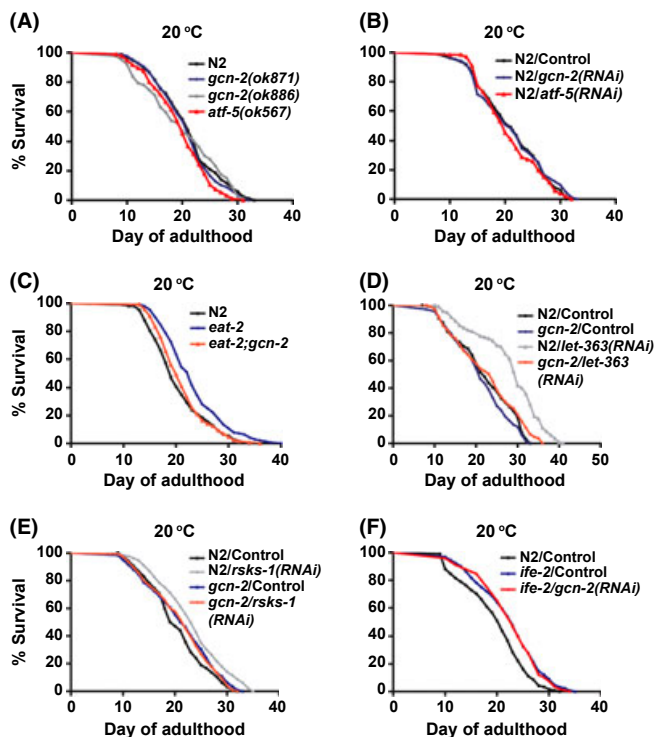 (A)
20 °C
N2
gcn-2(ok871)
gcn-2(ok886)
atf-5(ok567)
% Survival
100
80
60
40
20
0
0 10 20 30 40
Day of adulthood
(B)
20 °C
N2/Control
N2/gcn-2(RNAi)
N2/atf-5(RNAi)
100
80
60
40
20
0
0 10 20 30 40
Day of adulthood
(C)
20 °C
N2
eat-2
eat-2;gcn-2
% Survival
100
80
60
40
20
0
0 10 20 30 40
Day of adulthood
(D)
20 °C
N2/Control
gcn-2/Control
N2/let-363(RNAi)
gcn-2/let-363
(RNAi)
100
80
60
40
20
0
0 10 20 30 40 50
Day of adulthood
(E)
20 °C
N2/Control
N2/rsks-1(RNAi)
gcn-2/Control
gcn-2/rsks-1
(RNAi)
% Survival
100
80
60
40
20
0
0 10 20 30 40
Day of adulthood
(F)
20 °C
N2/Control
ife-2/Control
ife-2/gcn-2(RNAi)
100
80
60
40
20
0
0 10 20 30 40
Day of adulthood